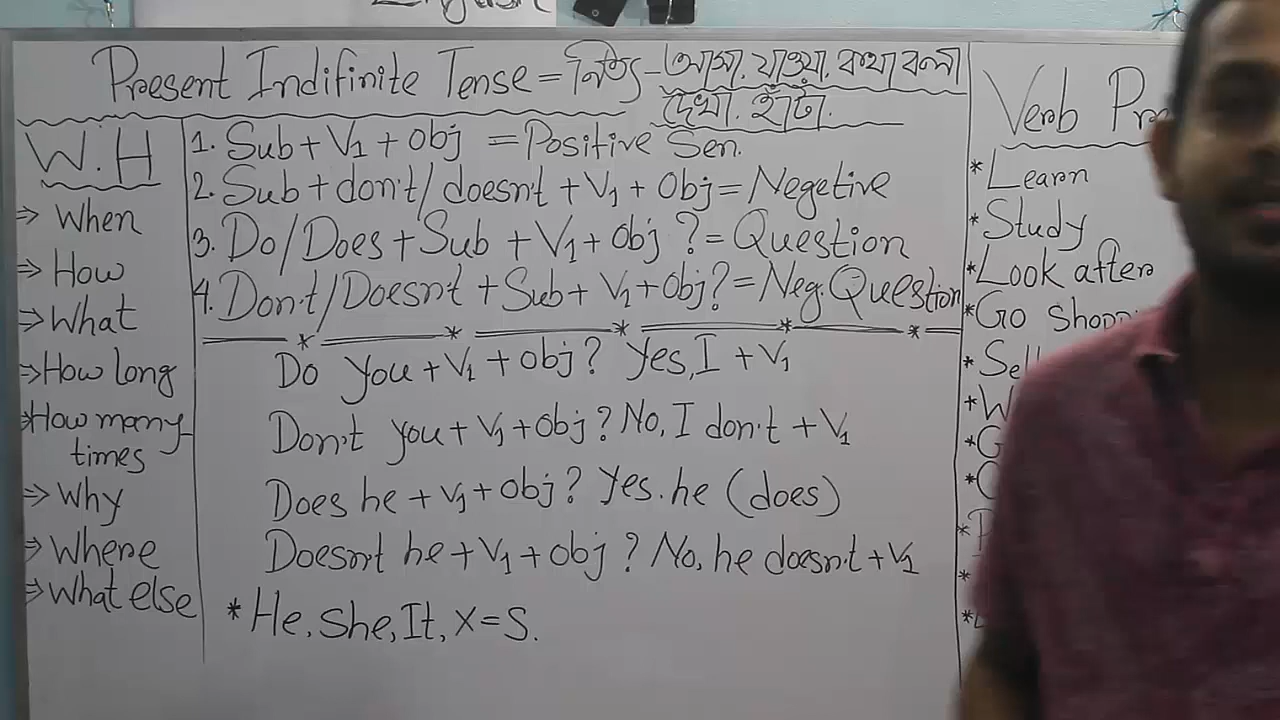 English
Present Indifinite Tense = নিত্য - আসা. যাওয়া. কথা বলা
দেখা. হাঁটা.
W.H
⇒ When
⇒ How
⇒ What
⇒ How long
⇒ How many
times
⇒ Why
⇒ Where
⇒ What else
1. Sub + V1 + obj = Positive Sen.
2. Sub + don't / doesn't + V1 + Obj = Negetive
3. Do / Does + Sub + V1 + obj ? = Question
4. Don't / Doesn't + Sub + V1 + obj? = Neg. Question
Do you + V1 + obj? Yes, I + V1
Don't you + V1 + obj? No, I don't + V1
Does he + V1 + obj? Yes. he (does)
Doesn't he + V1 + obj? No, he doesn't + V1
* He, She, It, X = S.
Verb
* Learn
* Study
* Look after
* Go